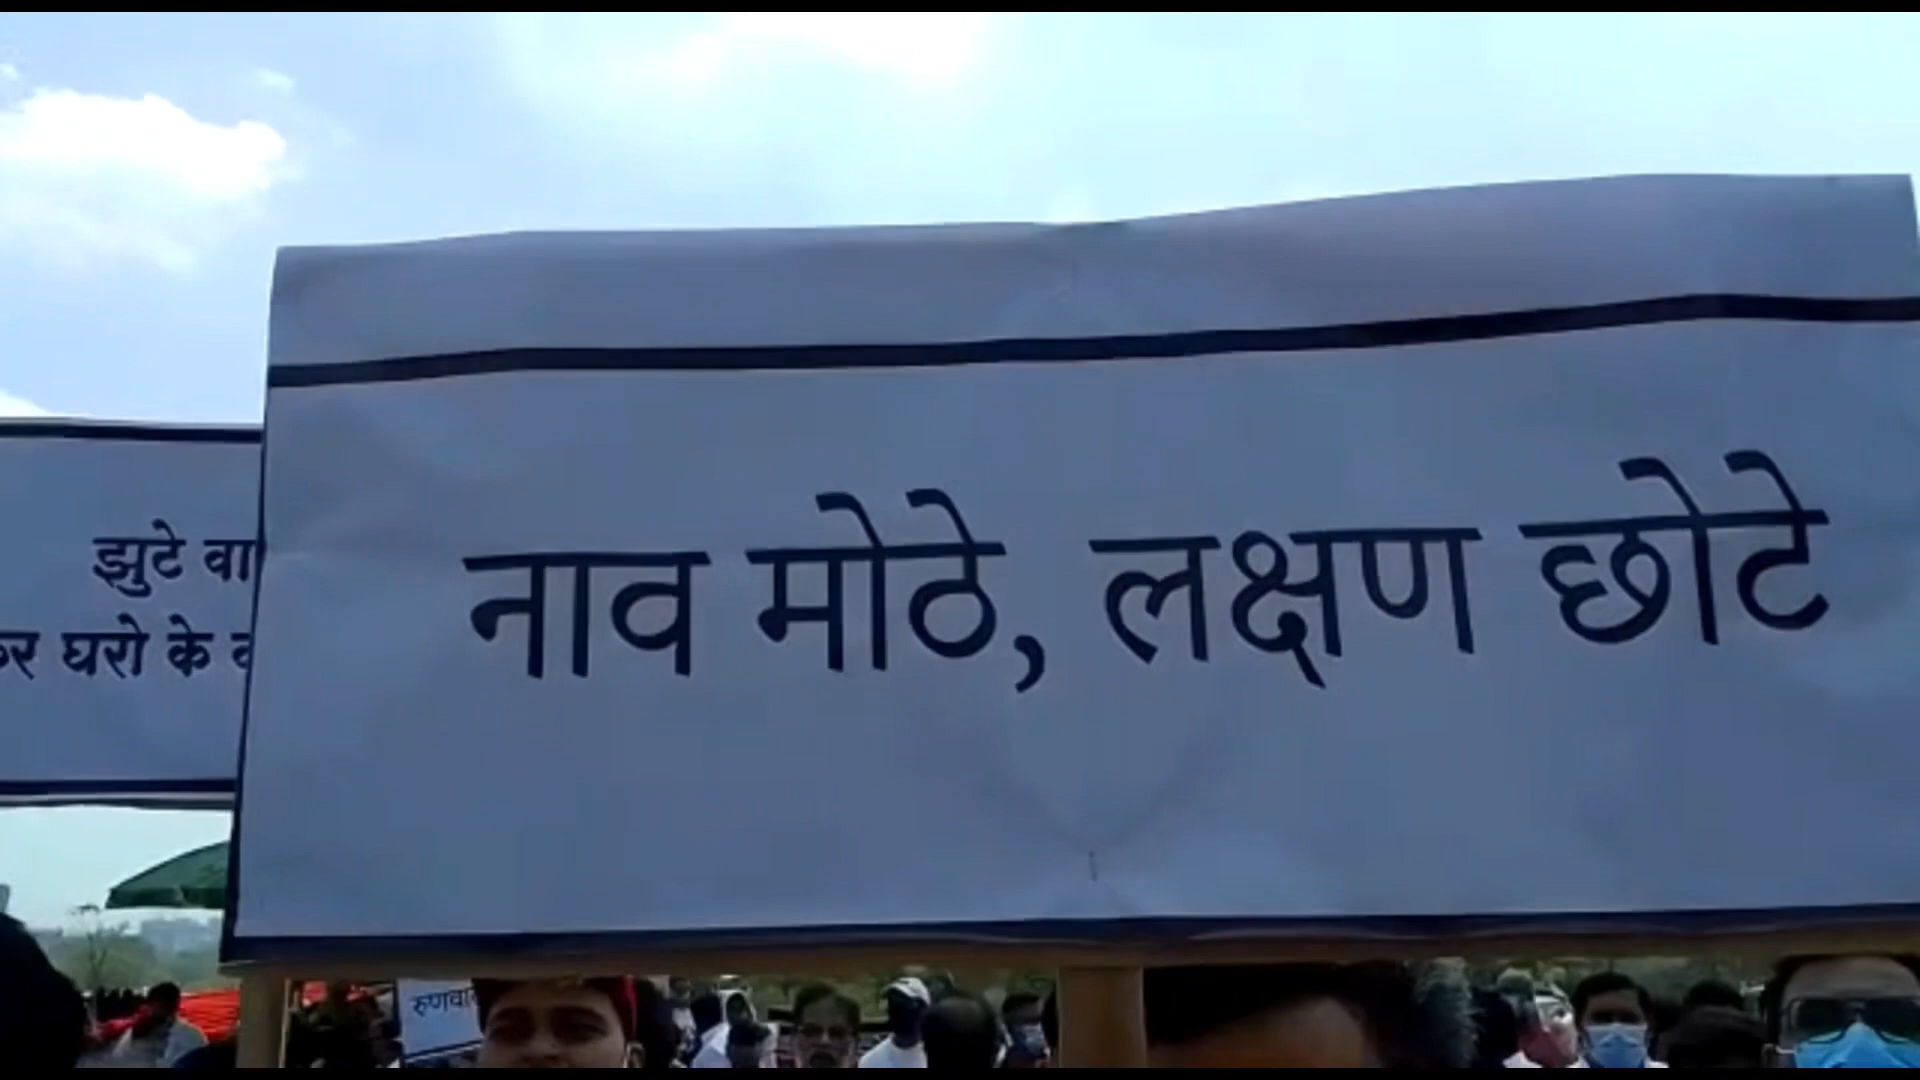 झुटे
घरो के
नाव मोठे, लक्षण छोटे